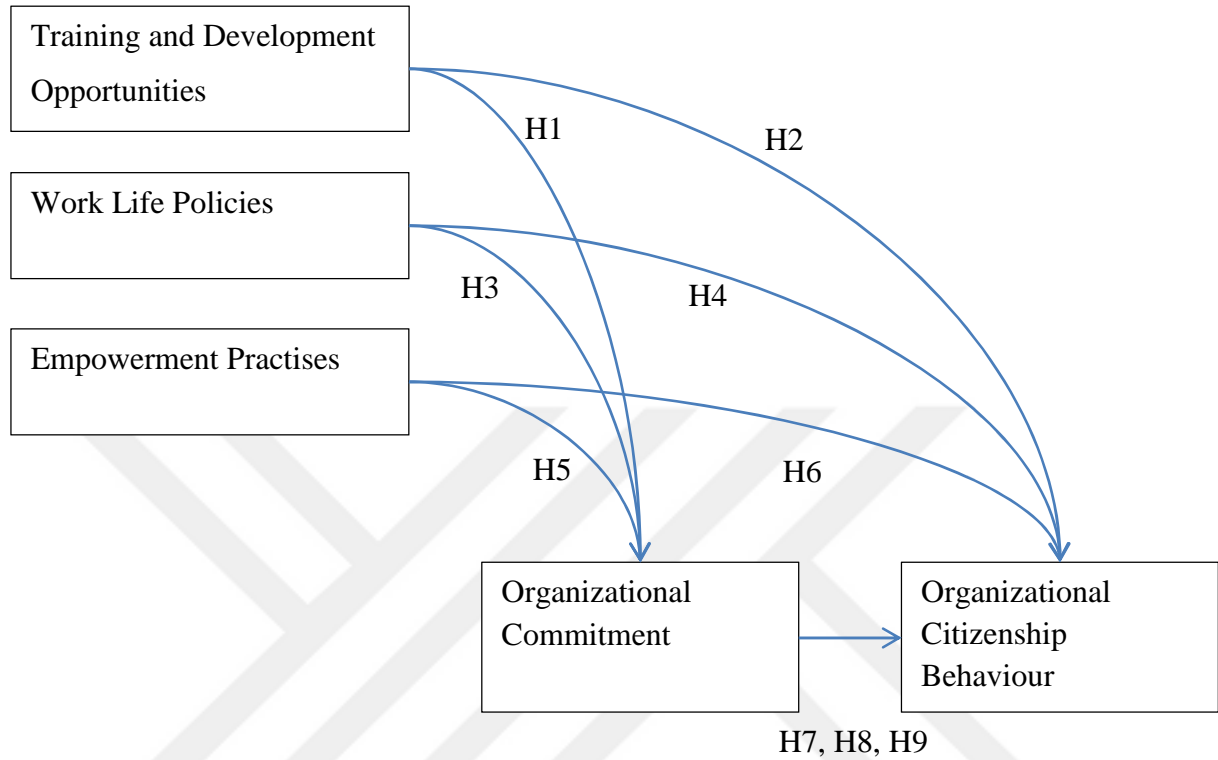 Training and Development
Opportunities
H1
H2
Work Life Policies
H3
H4
Empowerment Practises
H5
H6
Organizational
Commitment
Organizational
Citizenship
Behaviour
H7, H8, H9